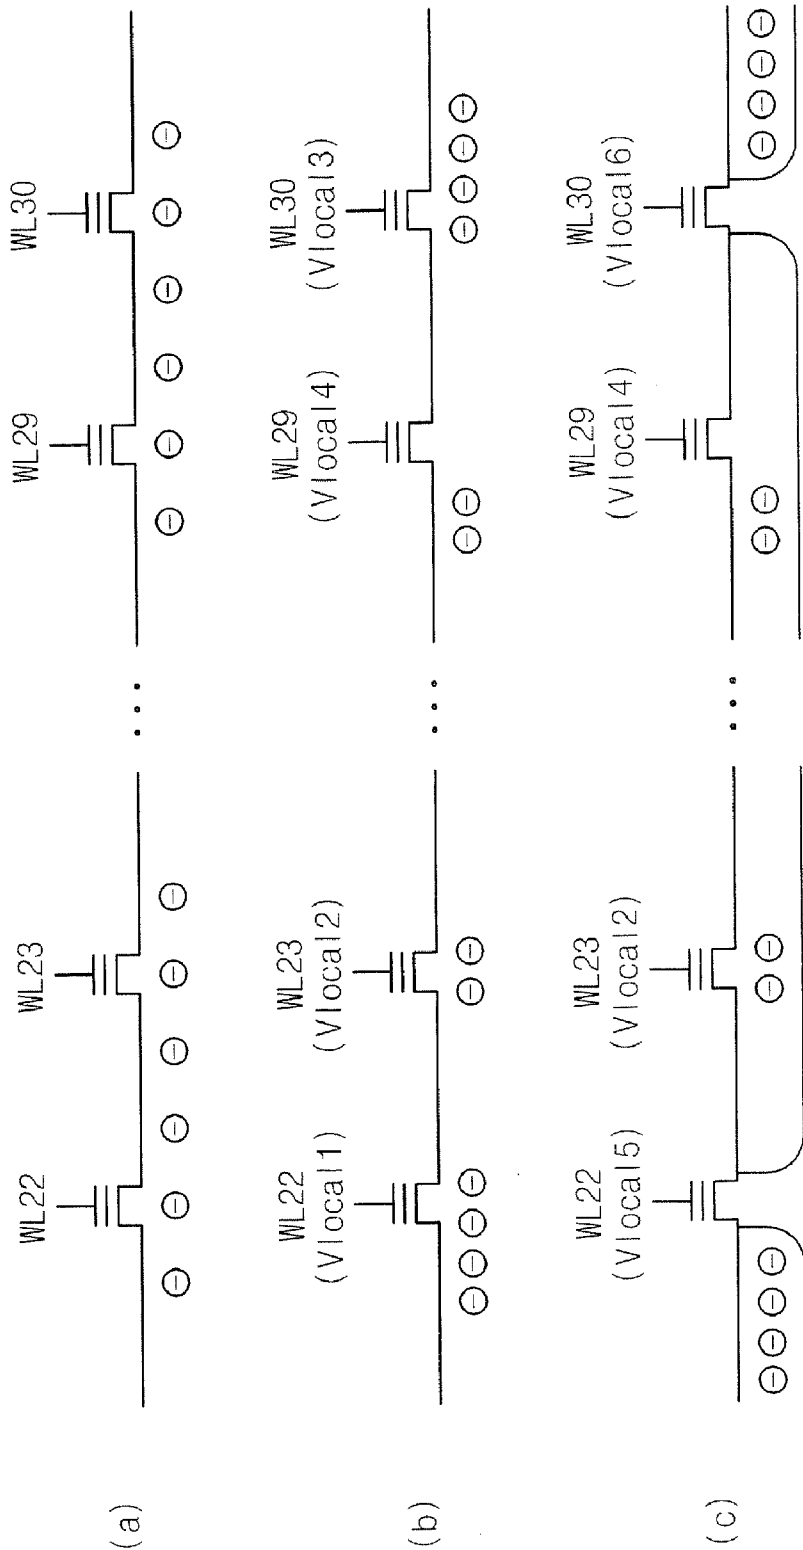 (a)
WL22
WL23
...
WL29
WL30
(b)
WL22
(Vlocal1)
WL23
(Vlocal2)
...
WL29
(Vlocal4)
WL30
(Vlocal3)
(c)
WL22
(Vlocal5)
WL23
(Vlocal2)
...
WL29
(Vlocal4)
WL30
(Vlocal6)